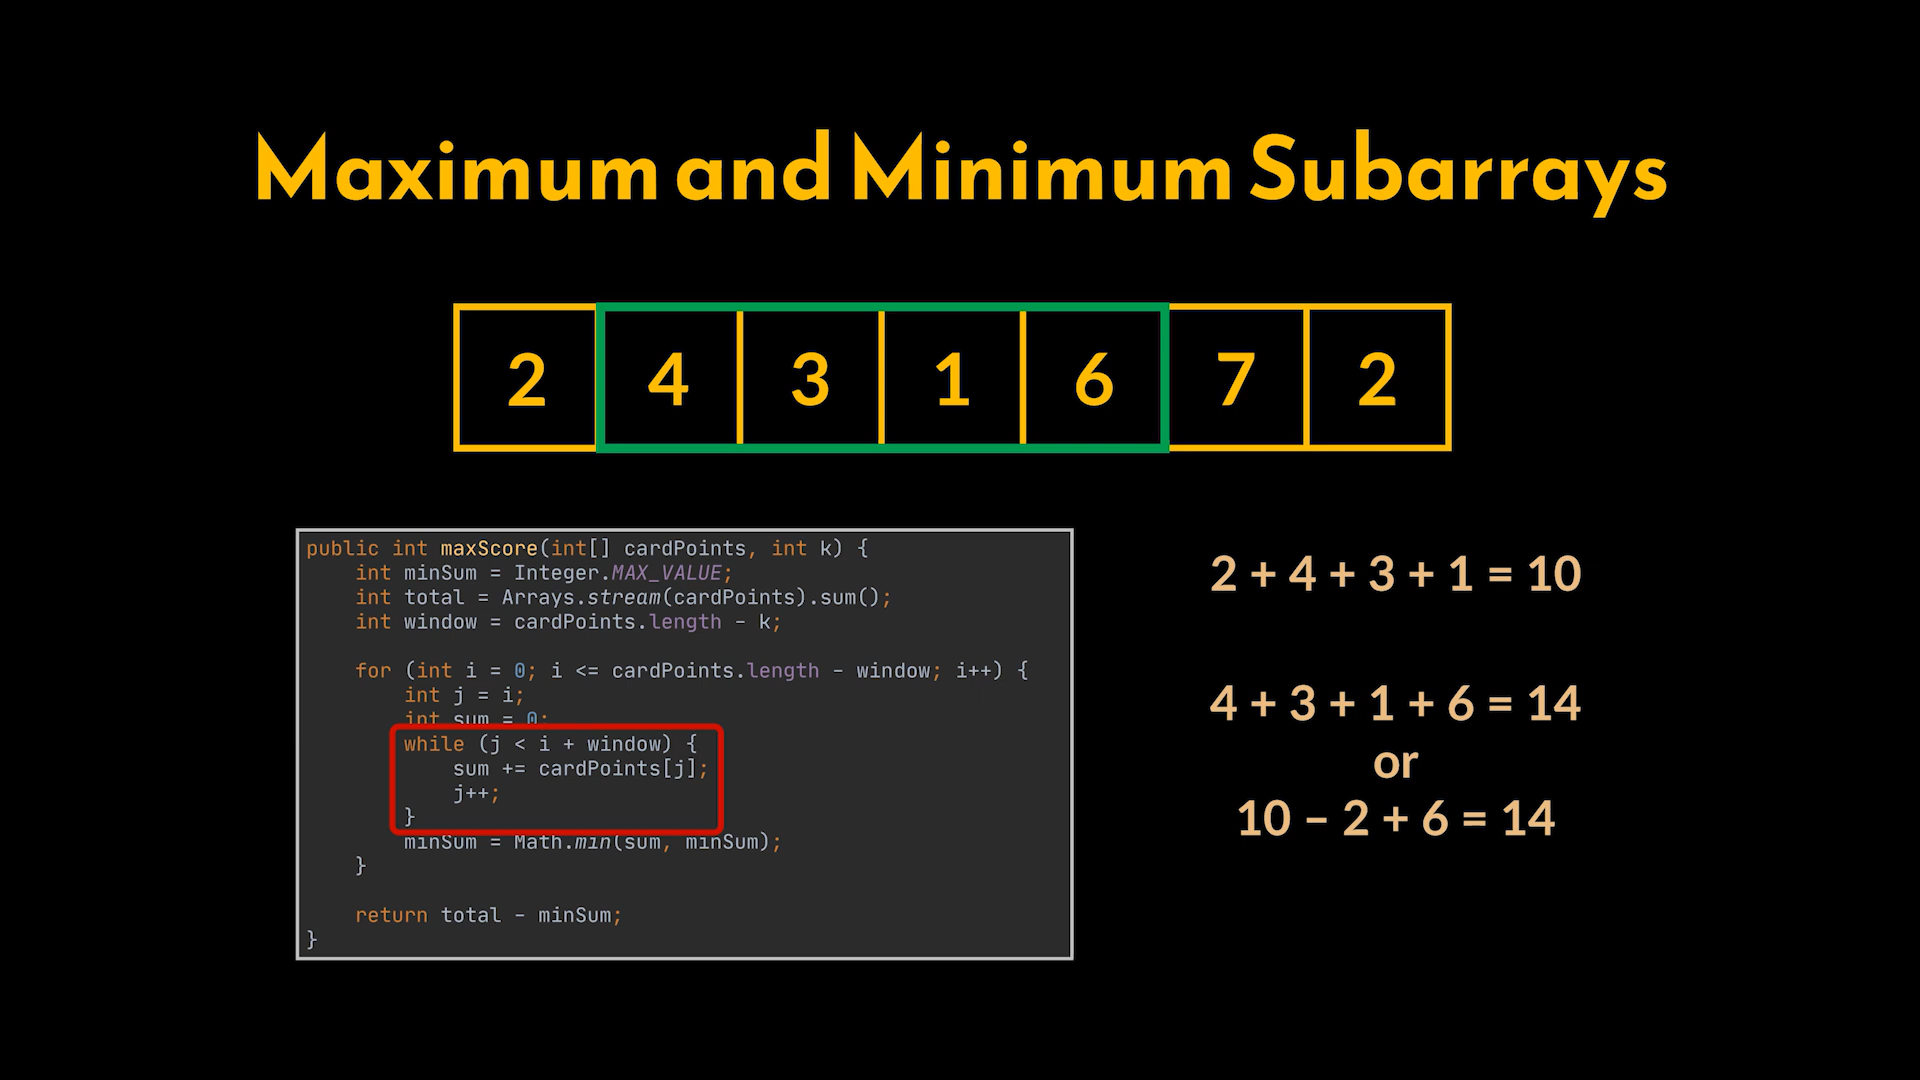 Maximum and Minimum Subarrays
2 4 3 1 6 7 2
public int maxScore(int[] cardPoints, int k) {
    int minSum = Integer.MAX_VALUE;
    int total = Arrays.stream(cardPoints).sum();
    int window = cardPoints.length - k;
    for (int i = 0; i <= cardPoints.length - window; i++) {
        int j = i;
        int sum = 0;
        while (j < i + window) {
            sum += cardPoints[j];
            j++;
        }
        minSum = Math.min(sum, minSum);
    }
    return total - minSum;
}
2 + 4 + 3 + 1 = 10
4 + 3 + 1 + 6 = 14
or
10 – 2 + 6 = 14